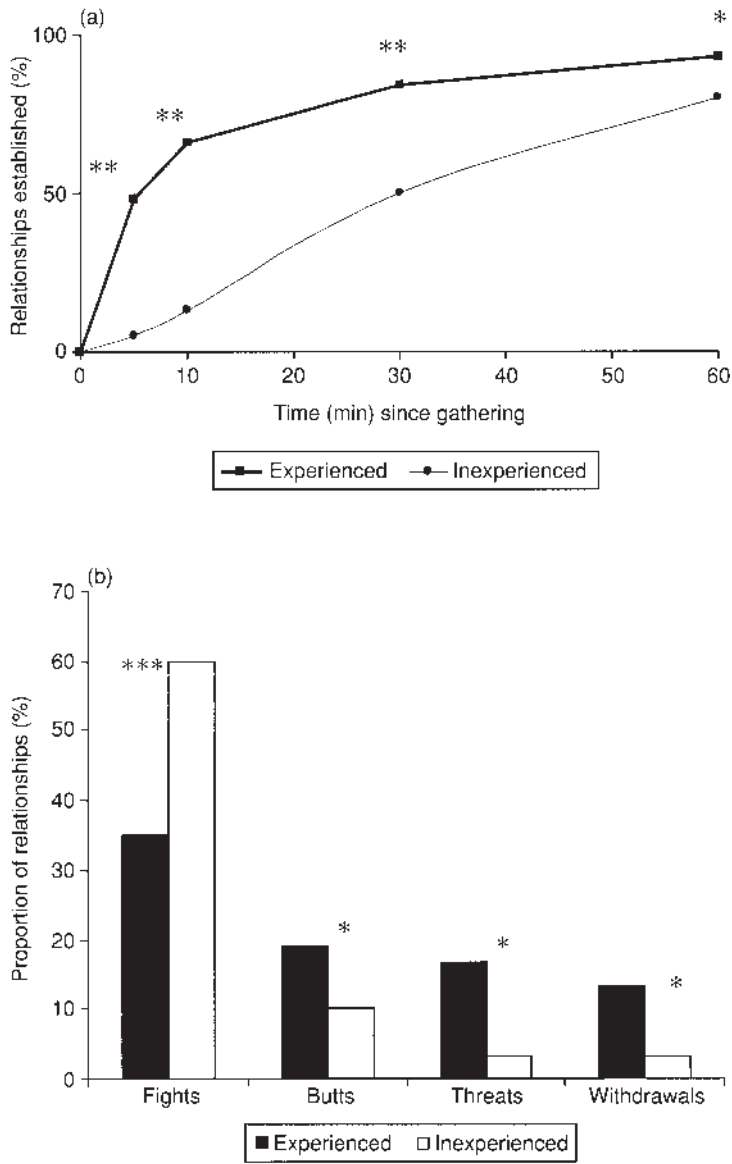 (a)
100
50
0
Relationships established (%)
**
**
**
*
0 10 20 30 40 50 60
Time (min) since gathering
Experienced Inexperienced
(b)
70
60
50
40
30
20
10
0
Proportion of relationships (%)
***
*
*
*
Fights Butts Threats Withdrawals
Experienced Inexperienced